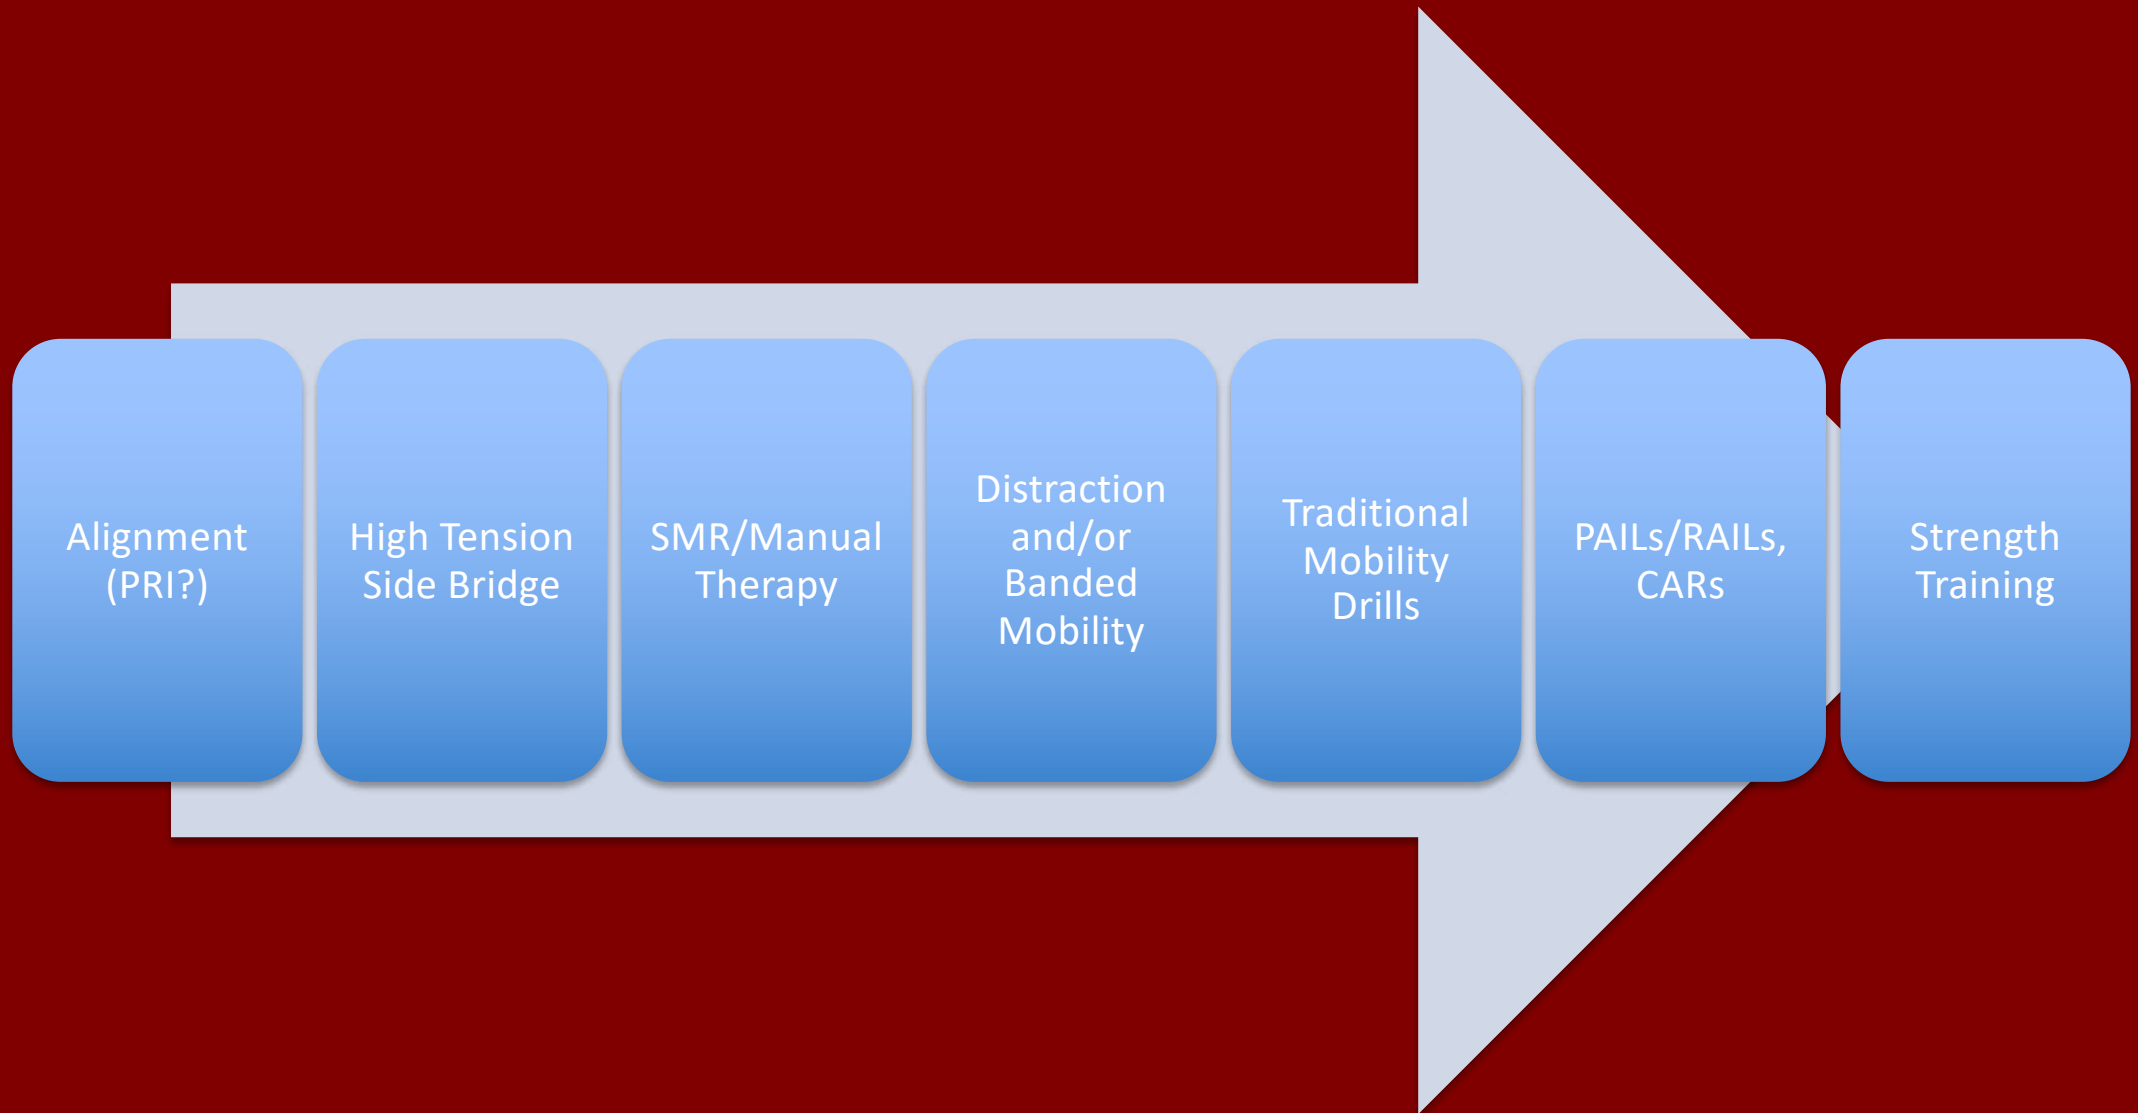 Alignment
(PRI?)
High Tension
Side Bridge
SMR/Manual
Therapy
Distraction
and/or
Banded
Mobility
Traditional
Mobility
Drills
PAILs/RAILs,
CARs
Strength
Training